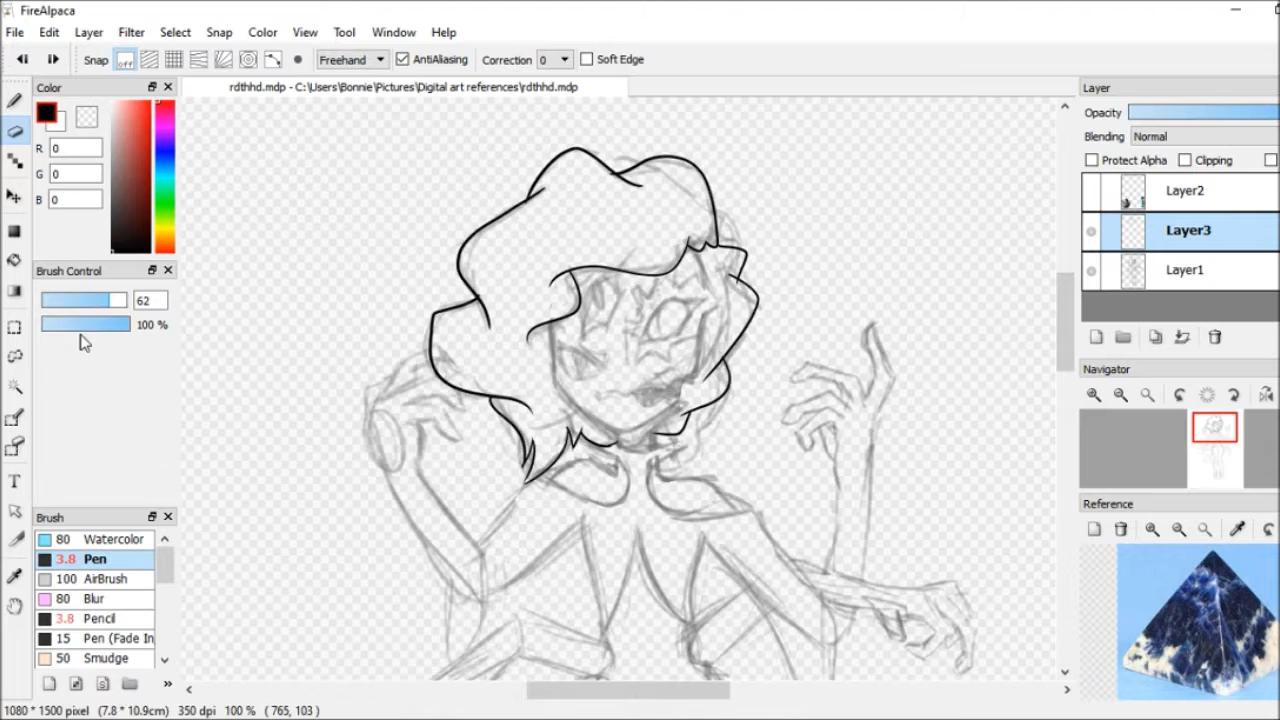 FireAlpaca
File Edit Layer Filter Select Snap Color View Tool Window Help
Snap off Freehand AntiAliasing Correction 0 Soft Edge
Color
rdthhd.mdp - C:\Users\Bonnie\Pictures\Digital art references\rdthhd.mdp
Layer
Opacity
R 0
Blending Normal
G 0
Protect Alpha Clipping
B 0
Layer2
Layer3
Brush Control
Layer1
62
100 %
Navigator
Reference
Brush
80 Watercolor
3.8 Pen
100 AirBrush
80 Blur
3.8 Pencil
15 Pen (Fade In
50 Smudge
T
1080 * 1500 pixel (7.8 * 10.9cm) 350 dpi 100 % ( 765, 103 )